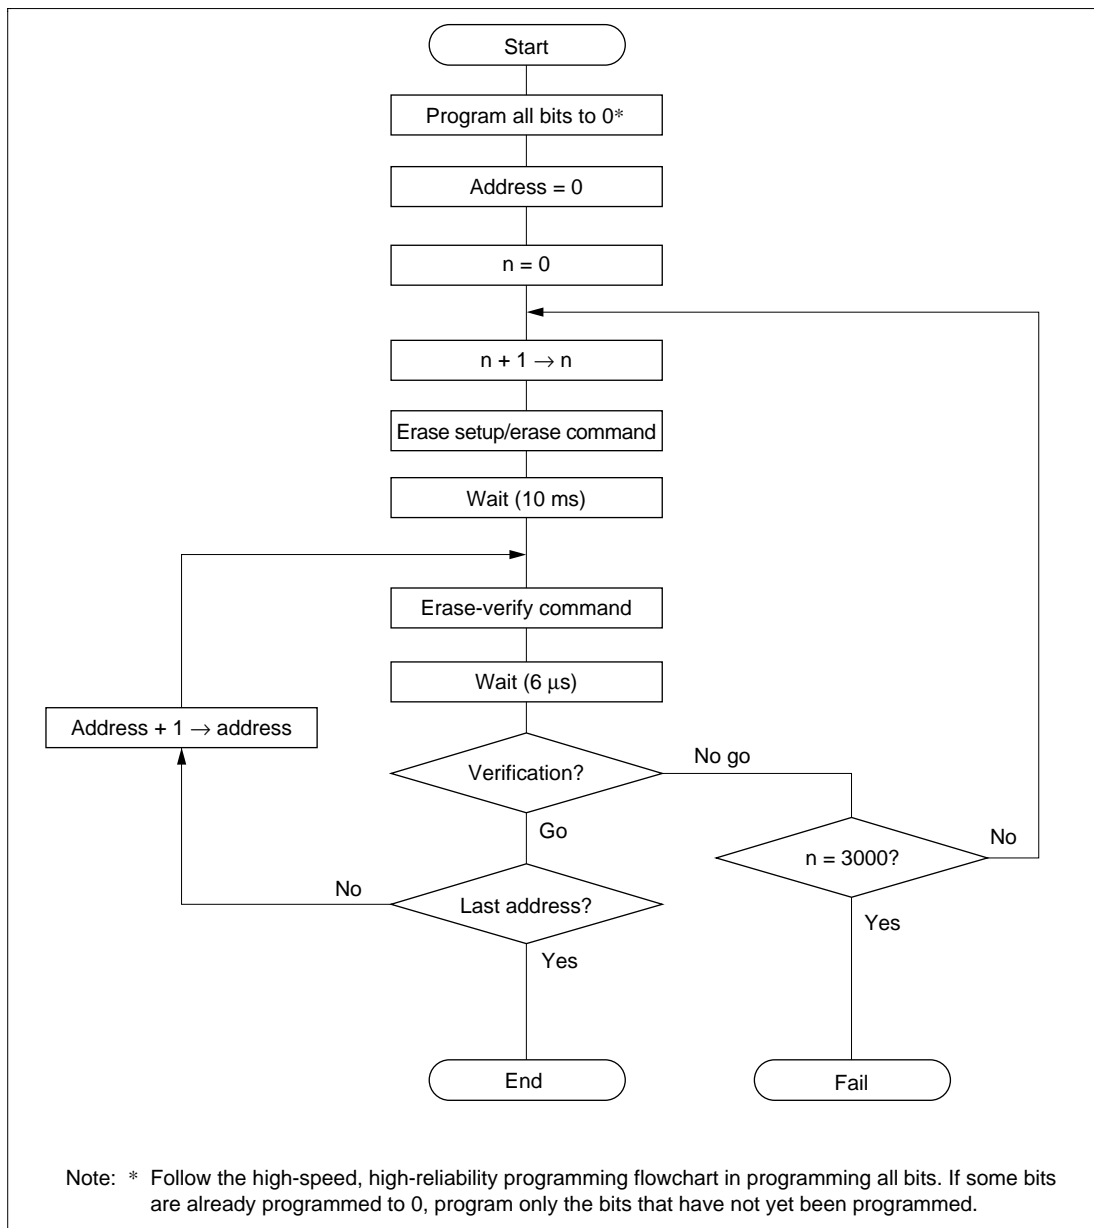 Start
Program all bits to 0*
Address = 0
n = 0
n + 1 → n
Erase setup/erase command
Wait (10 ms)
Erase-verify command
Wait (6 μs)
Address + 1 → address
Verification?
No go
Go
n = 3000?
No
No
Last address?
Yes
Yes
End
Fail
Note: * Follow the high-speed, high-reliability programming flowchart in programming all bits. If some bits
are already programmed to 0, program only the bits that have not yet been programmed.